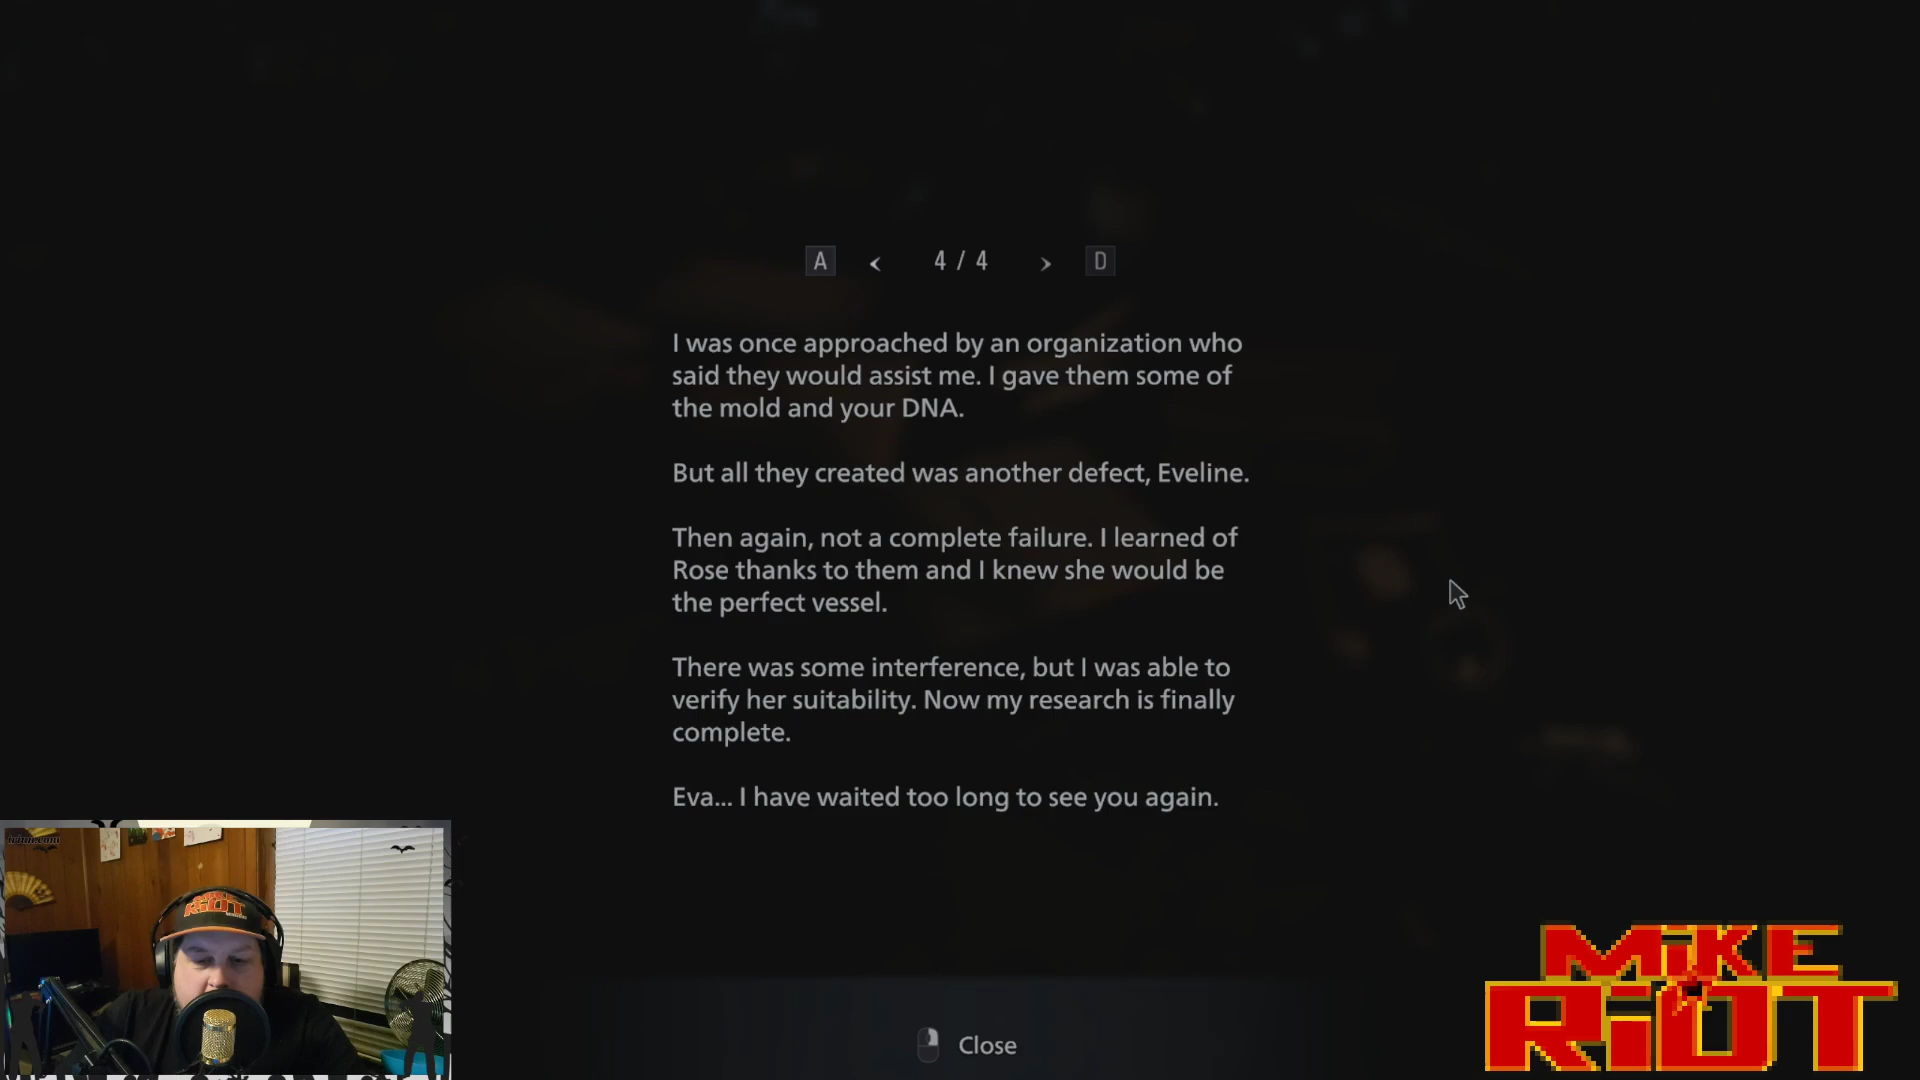 A < 4 / 4 > D
I was once approached by an organization who
said they would assist me. I gave them some of
the mold and your DNA.
But all they created was another defect, Eveline.
Then again, not a complete failure. I learned of
Rose thanks to them and I knew she would be
the perfect vessel.
There was some interference, but I was able to
verify her suitability. Now my research is finally
complete.
Eva... I have waited too long to see you again.
MiKE
RiOT
MiKE
RiOT
Close